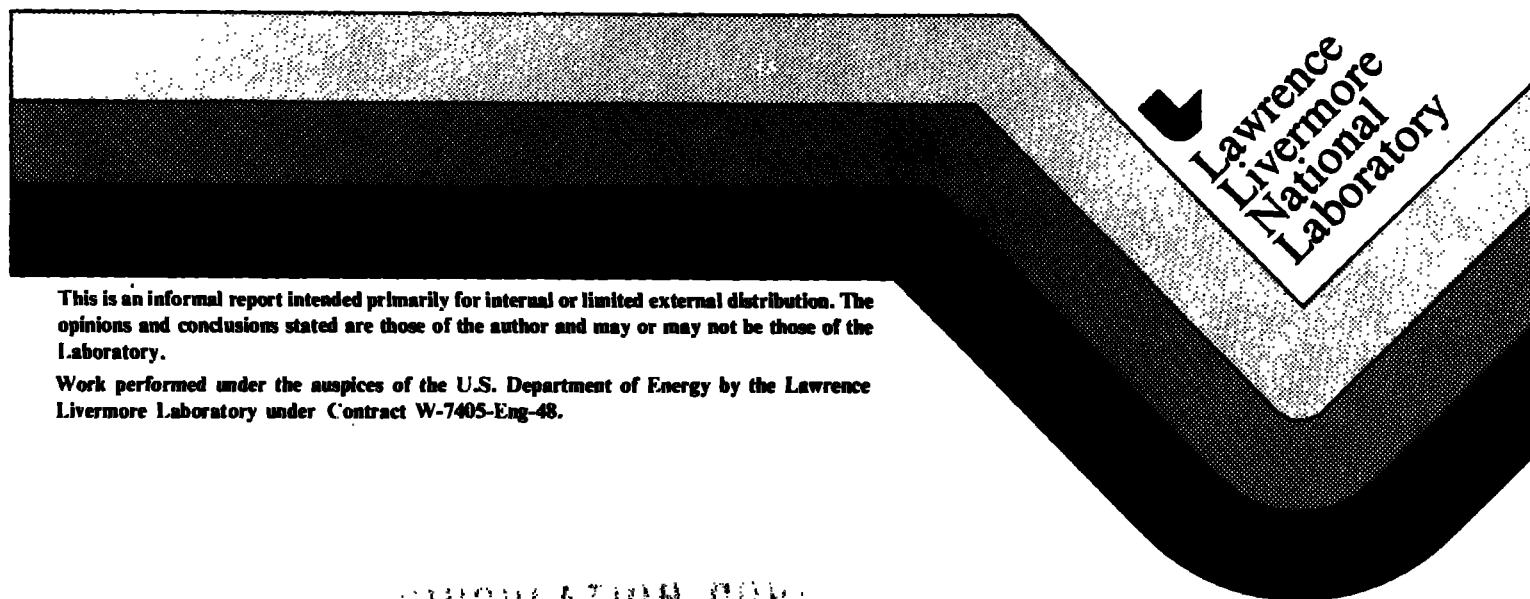 Lawrence
Livermore
National
Laboratory
This is an informal report intended primarily for internal or limited external distribution. The
opinions and conclusions stated are those of the author and may or may not be those of the
Laboratory.
Work performed under the auspices of the U.S. Department of Energy by the Lawrence
Livermore Laboratory under Contract W-7405-Eng-48.